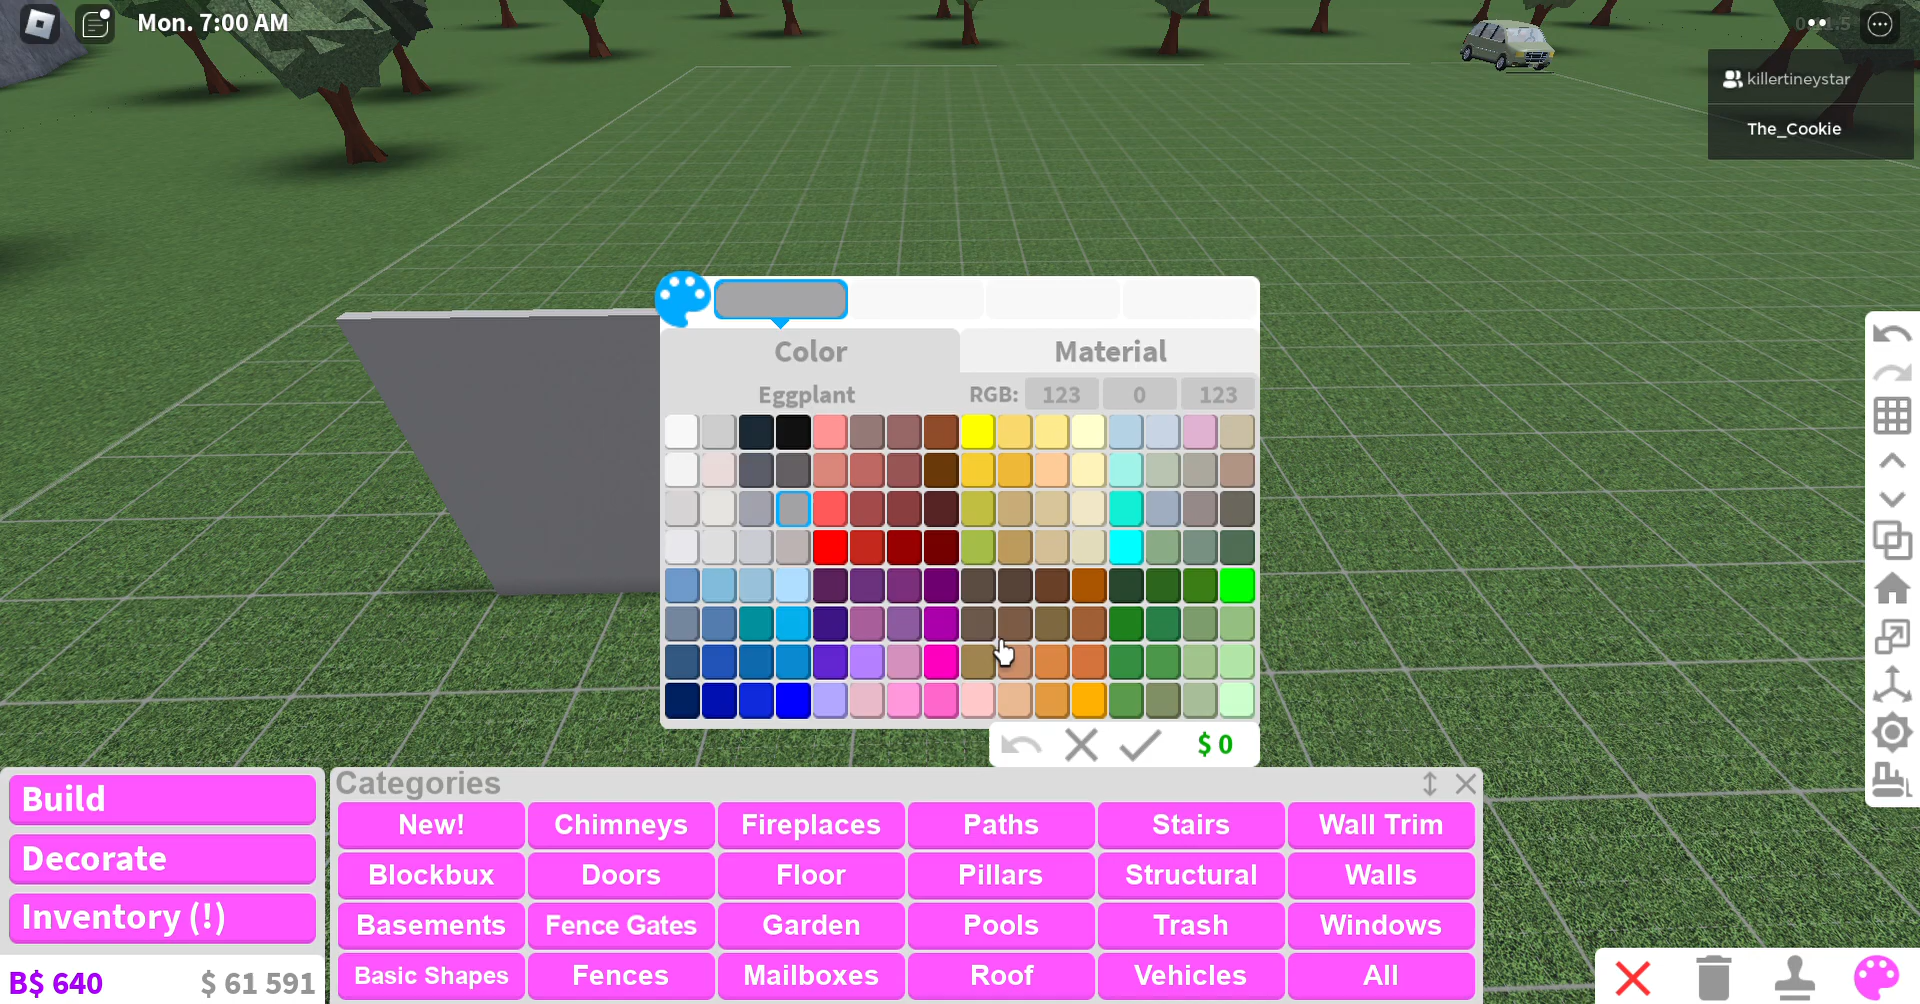 Mon. 7:00 AM
killertineystar
The_Cookie
Color
Material
Eggplant
RGB: 123 0 123
$ 0
Build
Decorate
Inventory (!)
B$ 640
$ 61 591
Categories
New! Chimneys Fireplaces Paths Stairs Wall Trim
Blockbux Doors Floor Pillars Structural Walls
Basements Fence Gates Garden Pools Trash Windows
Basic Shapes Fences Mailboxes Roof Vehicles All